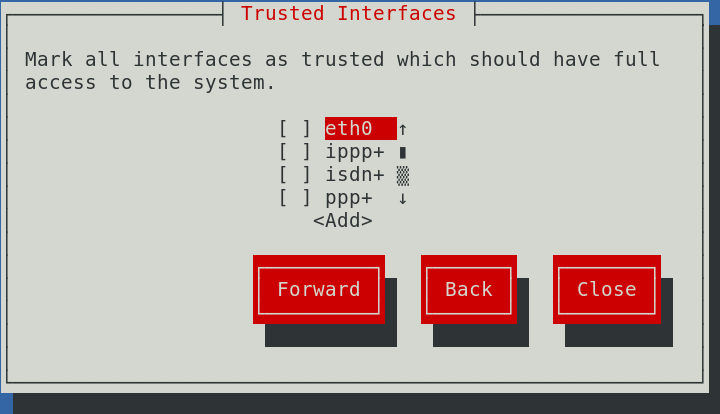 Trusted Interfaces
Mark all interfaces as trusted which should have full
access to the system.
[ ] eth0 ↑
[ ] ippp+
[ ] isdn+
[ ] ppp+ ↓
<Add>
Forward Back Close